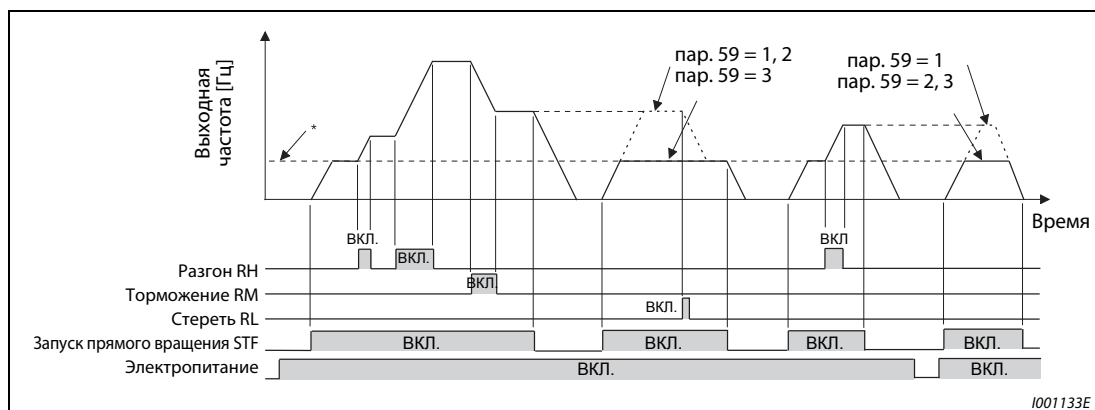 Выходная
частота [Гц]
*
пар. 59 = 1, 2
пар. 59 = 3
пар. 59 = 1
пар. 59 = 2, 3
Время
Разгон RH
ВКЛ.
ВКЛ.
ВКЛ
Торможение RM
ВКЛ.
Стереть RL
ВКЛ.
Запуск прямого вращения STF
ВКЛ.
ВКЛ.
ВКЛ.
ВКЛ.
Электропитание
ВКЛ.
ВКЛ.
I001133E